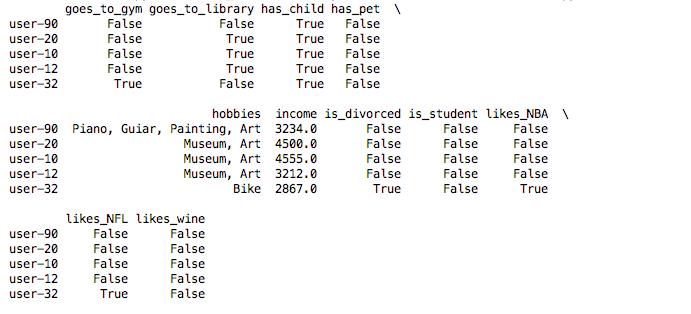 goes_to_gym goes_to_library has_child has_pet \
user-90 False False True False
user-20 False True True False
user-10 False True True False
user-12 False True True False
user-32 True False True False
hobbies income is_divorced is_student likes_NBA \
user-90 Piano, Guiar, Painting, Art 3234.0 False False False
user-20 Museum, Art 4500.0 False False False
user-10 Museum, Art 4555.0 False False False
user-12 Museum, Art 3212.0 False False False
user-32 Bike 2867.0 True False True
likes_NFL likes_wine
user-90 False False
user-20 False False
user-10 False False
user-12 False False
user-32 True False